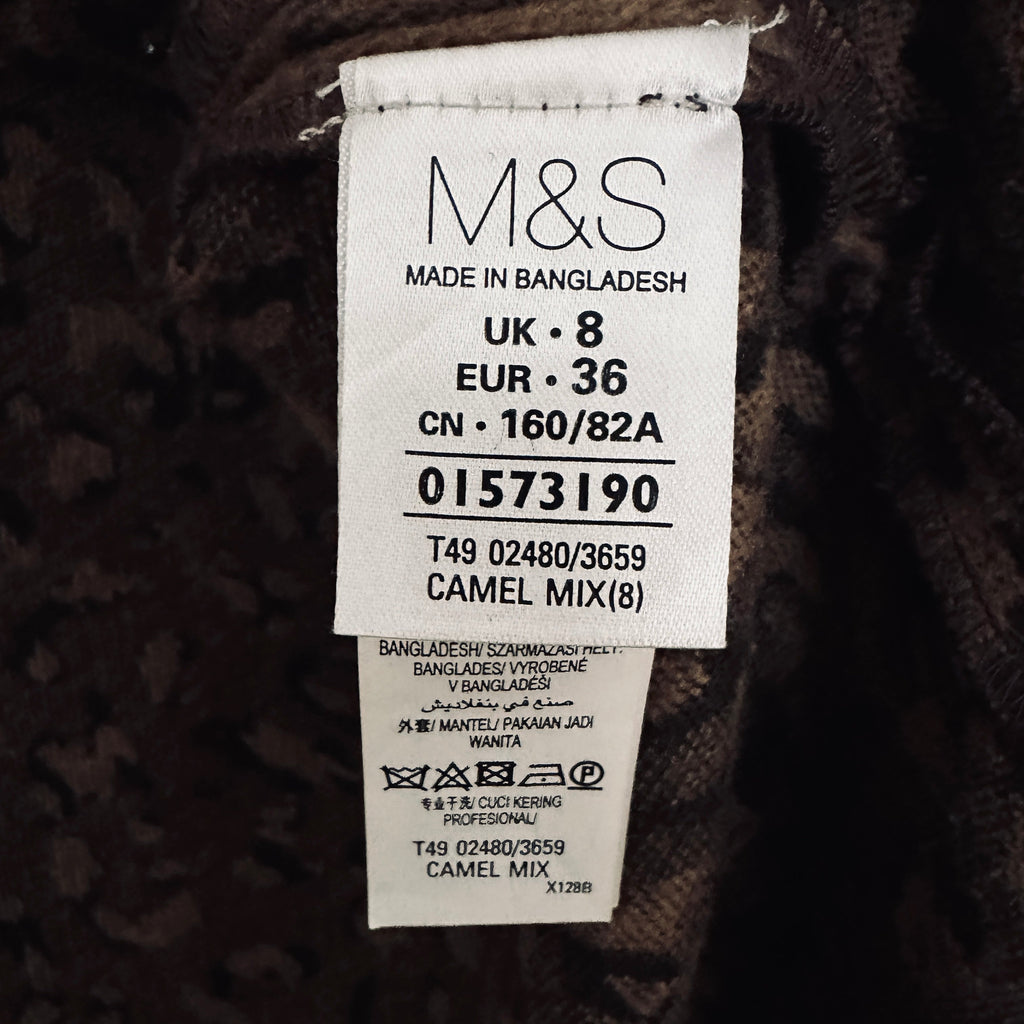 M&S
MADE IN BANGLADESH
UK • 8
EUR • 36
CN • 160/82A
01573190
T49 02480/3659
CAMEL MIX(8)
BANGLADESH/ SZÁRMAZÁSI HELY:
BANGLADES/ VYROBENÉ
V BANGLADÉŠI
صنع في بنغلاديش
外套/ MANTEL/ PAKAIAN JADI
WANITA
P
专业干洗/ CUCI KERING
PROFESIONAL/
T49 02480/3659
CAMEL MIX
X128B